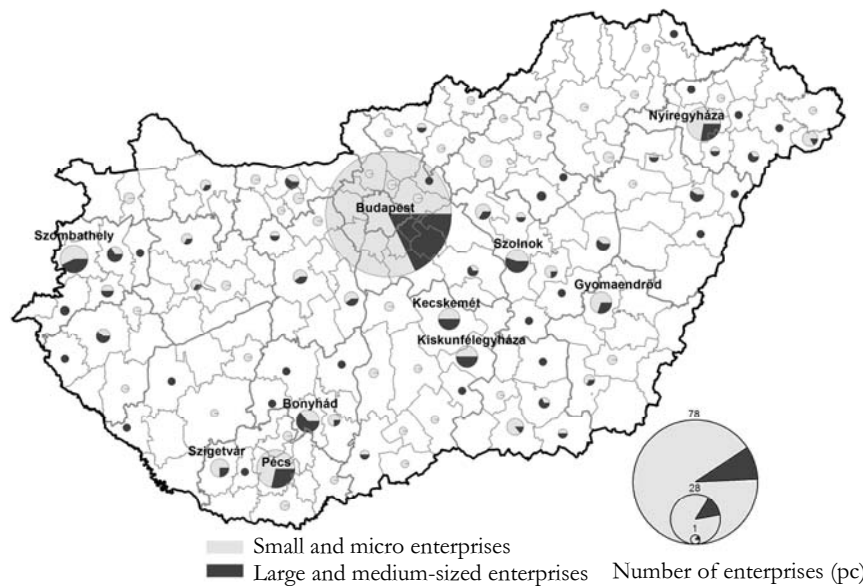 Nyíregyháza
Budapest
Szombathely
Szolnok
Gyomaendrőd
Kecskemét
Kiskunfélegyháza
Bonyhád
Szigetvár
Pécs
78
28
1
Small and micro enterprises
Large and medium-sized enterprises
Number of enterprises (pc)